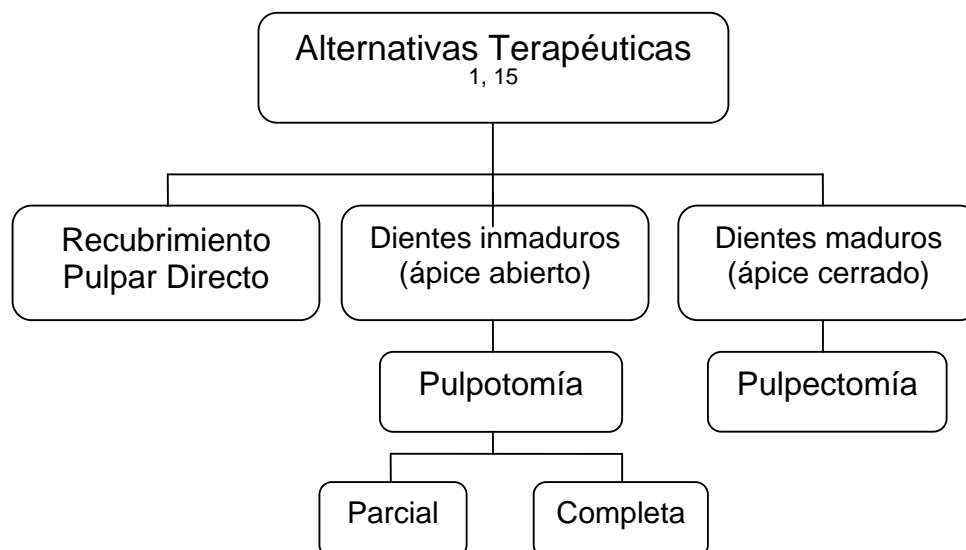 Alternativas Terapéuticas
1, 15
Recubrimiento
Pulpar Directo
Dientes inmaduros
(ápice abierto)
Dientes maduros
(ápice cerrado)
Pulpotomía
Pulpectomía
Parcial
Completa